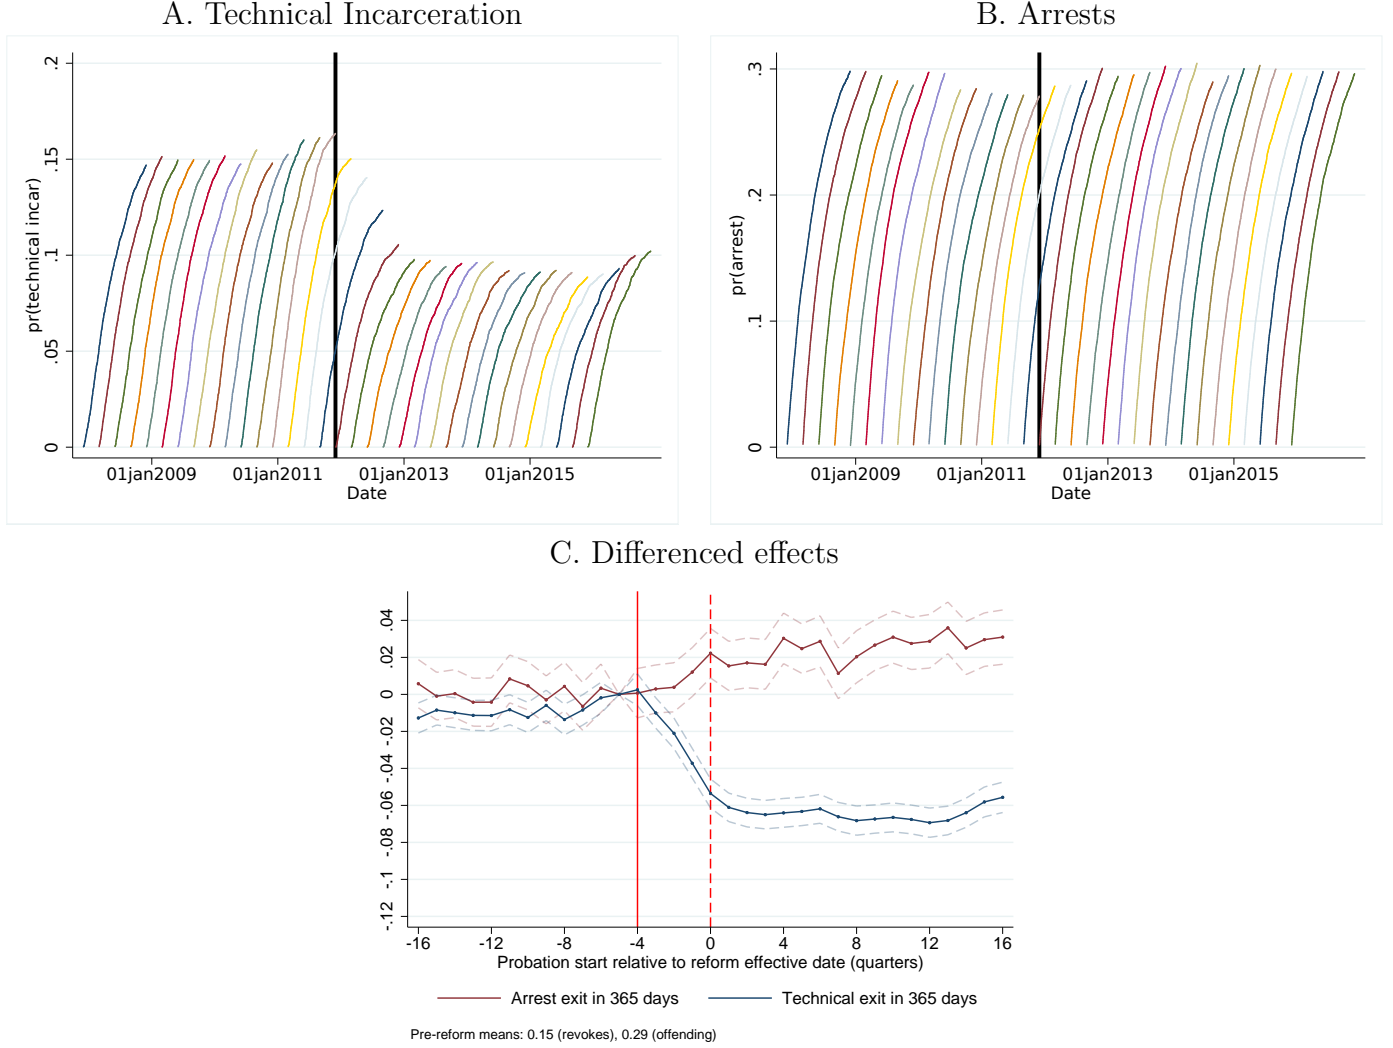 A. Technical Incarceration
B. Arrests
pr(technical incar)
.2
.15
.1
.05
0
01jan2009 01jan2011 01jan2013 01jan2015
Date
pr(arrest)
.3
.2
.1
0
01jan2009 01jan2011 01jan2013 01jan2015
Date
C. Differenced effects
.04
.02
0
-.02
-.04
-.06
-.08
-.1
-.12
-16 -12 -8 -4 0 4 8 12 16
Probation start relative to reform effective date (quarters)
Arrest exit in 365 days Technical exit in 365 days
Pre-reform means: 0.15 (revokes), 0.29 (offending)